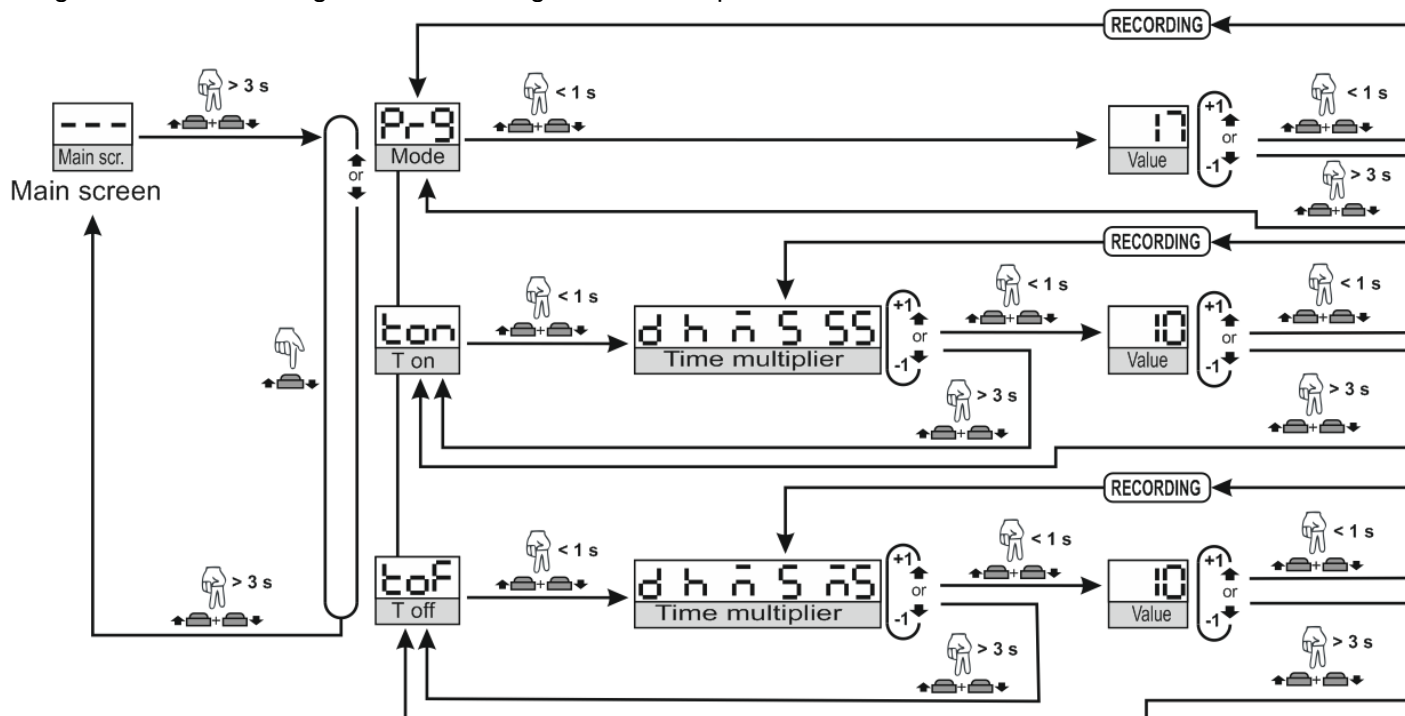 RECORDING
> 3 s
< 1 s
< 1 s
- - -
Main scr.
Main screen
+
or
Prg
Mode
+
17
Value
+1
or
-1
+
> 3 s
+
RECORDING
< 1 s
< 1 s
< 1 s
ton
T on
+
d h n̄ S SS
Time multiplier
+1
or
-1
+
10
Value
+1
or
-1
+
> 3 s
+
> 3 s
+
RECORDING
< 1 s
< 1 s
< 1 s
toF
T off
+
d h n̄ S n̄S
Time multiplier
+1
or
-1
+
10
Value
+1
or
-1
+
> 3 s
+
> 3 s
+
> 3 s
+